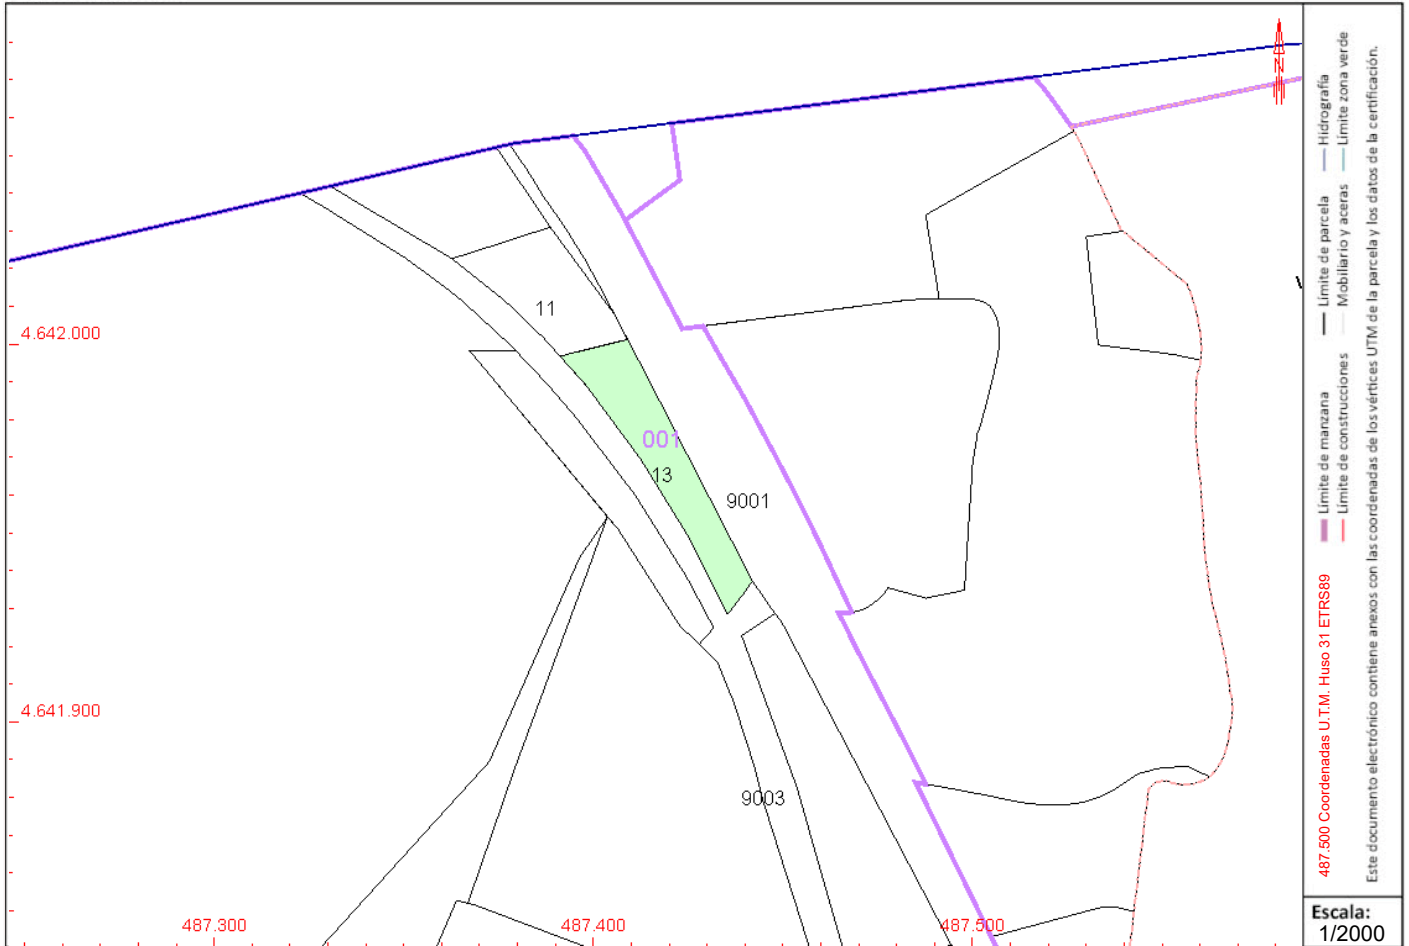 11
4.642.000
001
13
9001
4.641.900
9003
487.300
487.400
487.500
N
Límite de manzana
Límite de parcela
Hidrografía
Límite de construcciones
Mobiliario y aceras
Límite zona verde
487.500 Coordenadas U.T.M. Huso 31 ETRS89
Este documento electrónico contiene anexos con las coordenadas de los vértices UTM de la parcela y los datos de la certificación.
Escala:
1/2000